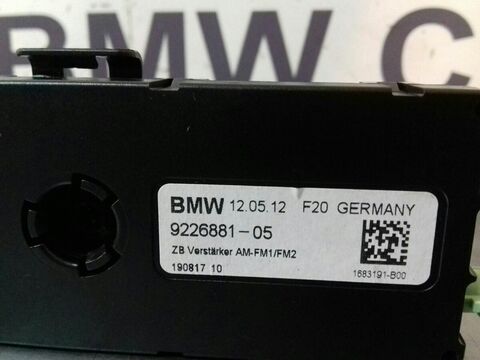 BMW.C
BMW 12.05.12 F20 GERMANY
9226881-05
ZB Verstärker AM-FM1/FM2
190817 10
1683191-B00